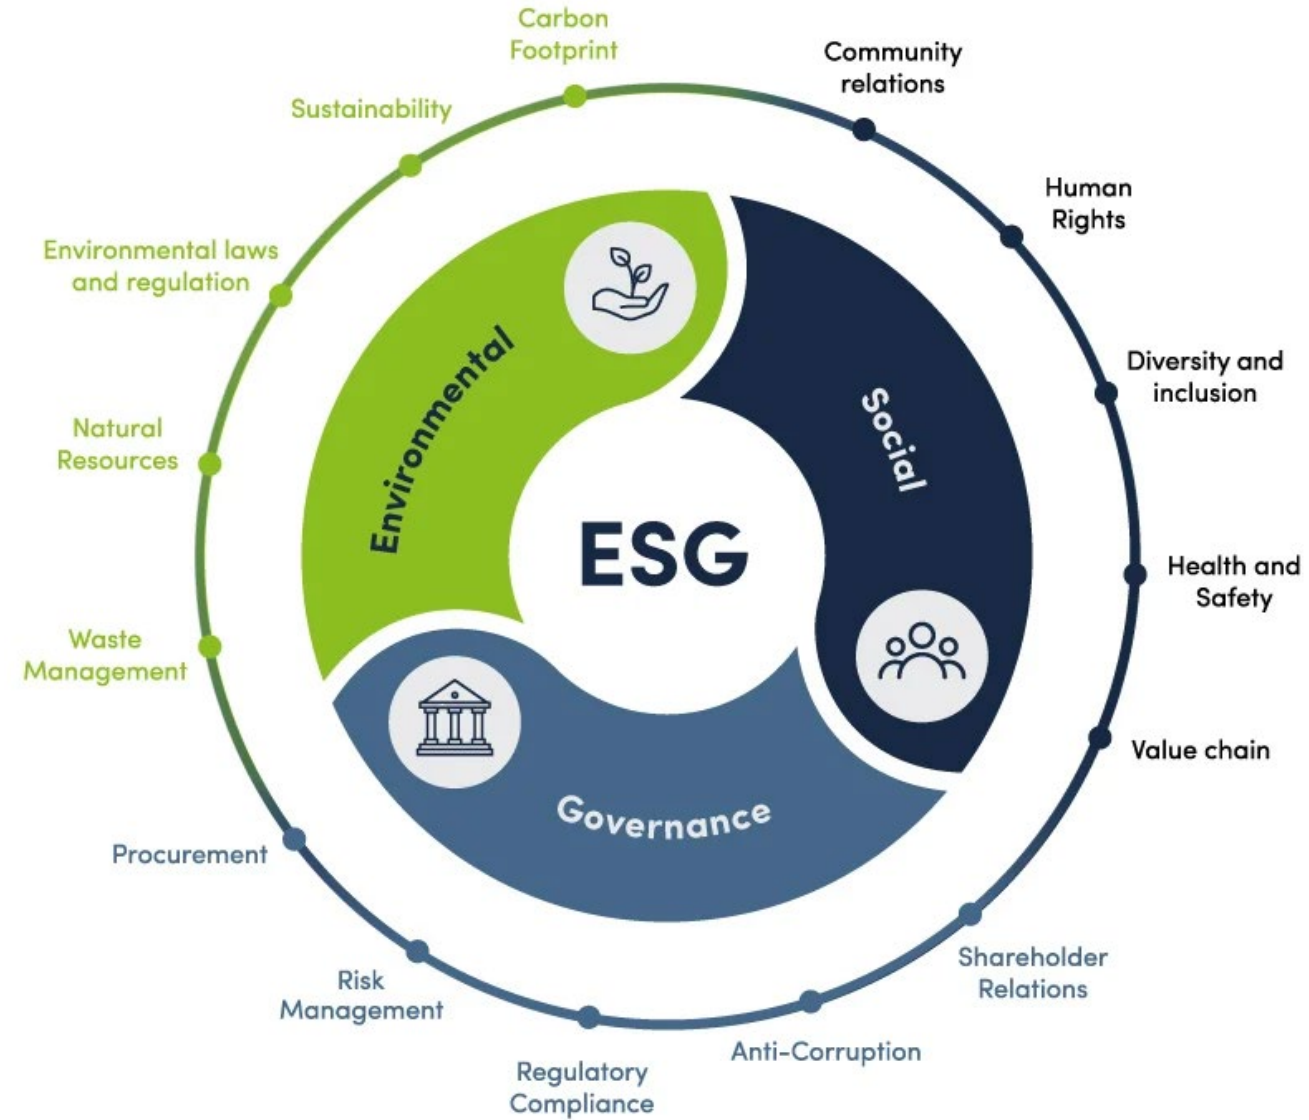 Carbon
Footprint
Sustainability
Environmental laws
and regulation
Natural
Resources
Waste
Management
Community
relations
Human
Rights
Diversity and
inclusion
Health and
Safety
Value chain
Shareholder
Relations
Anti-Corruption
Regulatory
Compliance
Risk
Management
Procurement
Environmental
Social
Governance
ESG